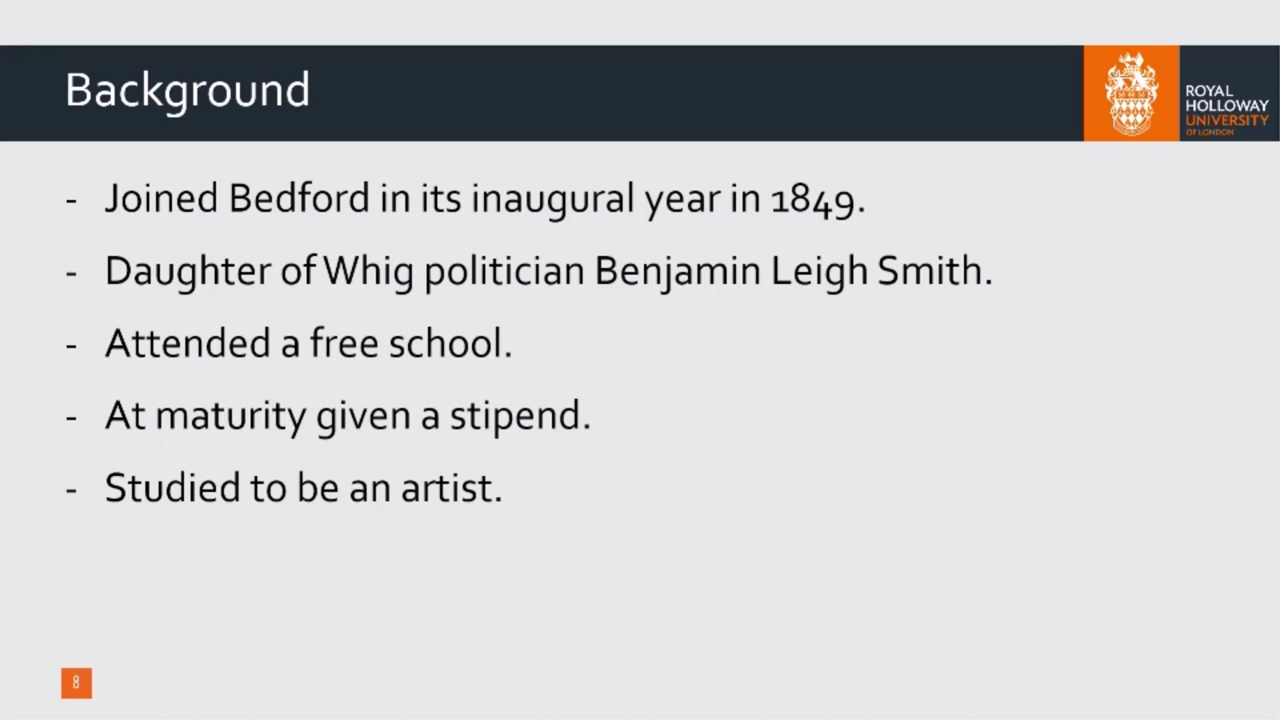 Background
ROYAL
HOLLOWAY
UNIVERSITY
OF LONDON
- Joined Bedford in its inaugural year in 1849.
- Daughter of Whig politician Benjamin Leigh Smith.
- Attended a free school.
- At maturity given a stipend.
- Studied to be an artist.
8